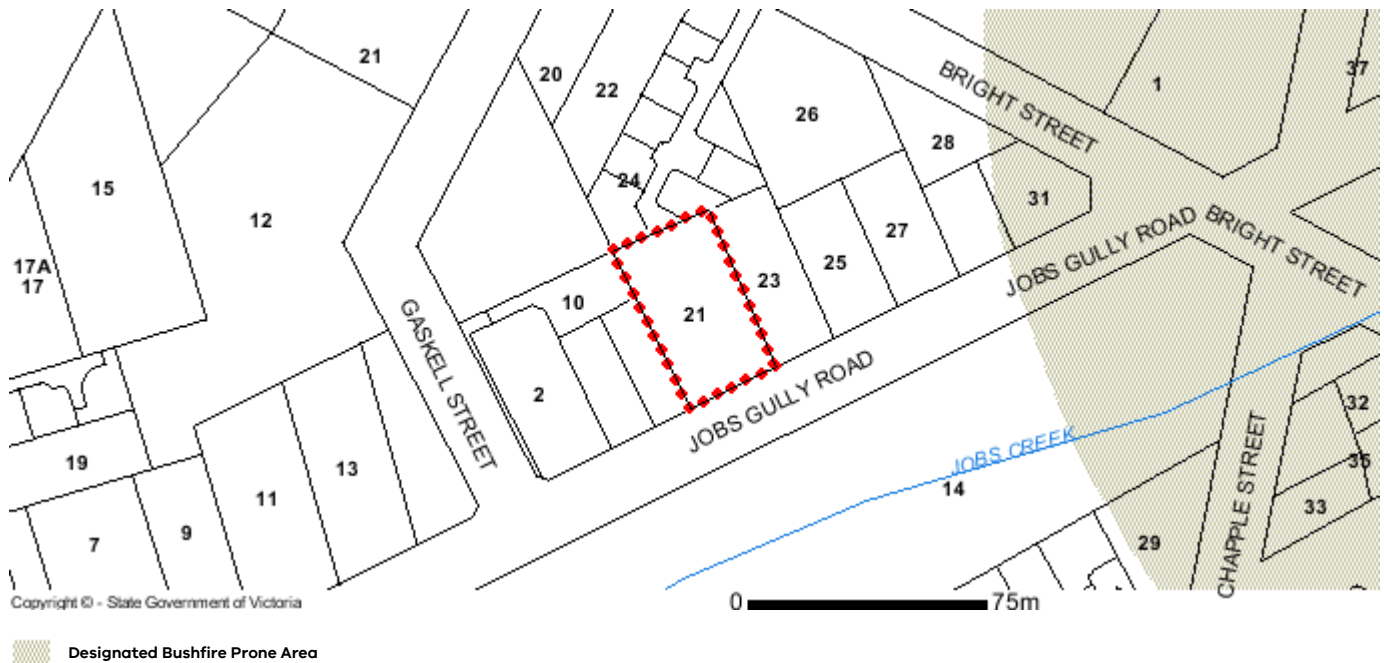 21
20
22
26
BRIGHT STREET
1
37
28
15
12
24
31
17A
17
10
21
23
25
27
JOBS GULLY ROAD
BRIGHT STREET
GASKELL STREET
2
JOBS GULLY ROAD
32
19
11
13
JOBS CREEK
14
CHAPPLE STREET
33
7
9
29
Copyright © - State Government of Victoria
0
75m
Designated Bushfire Prone Area